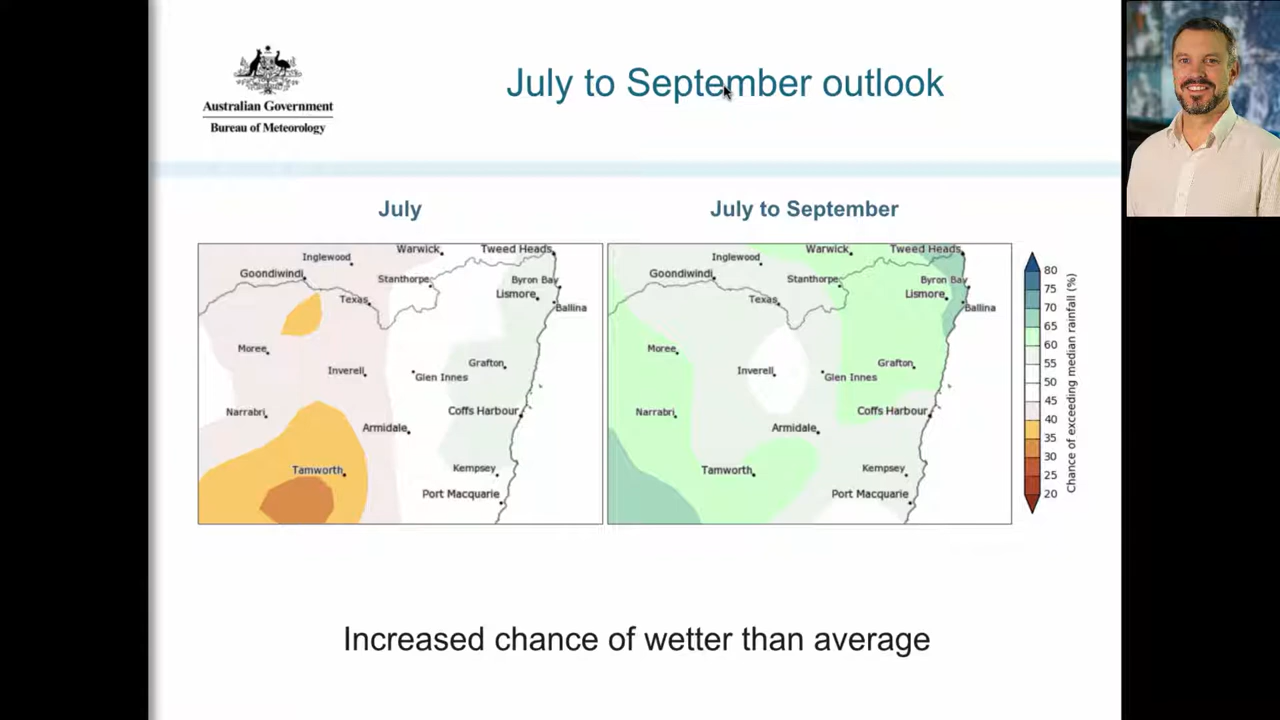 July to September outlook
Australian Government
Bureau of Meteorology
July
July to September
Warwick
Tweed Heads
Inglewood
Goondiwindi
Stanthorpe
Byron Bay
Texas
Lismore
Ballina
Moree
Grafton
Inverell
Glen Innes
Narrabri
Coffs Harbour
Armidale
Tamworth
Kempsey
Port Macquarie
Warwick
Tweed Heads
Inglewood
Goondiwindi
Stanthorpe
Byron Bay
Texas
Lismore
Ballina
Moree
Grafton
Inverell
Glen Innes
Narrabri
Coffs Harbour
Armidale
Tamworth
Kempsey
Port Macquarie
80
75
70
65
60
55
50
45
40
35
30
25
20
Chance of exceeding median rainfall (%)
Increased chance of wetter than average